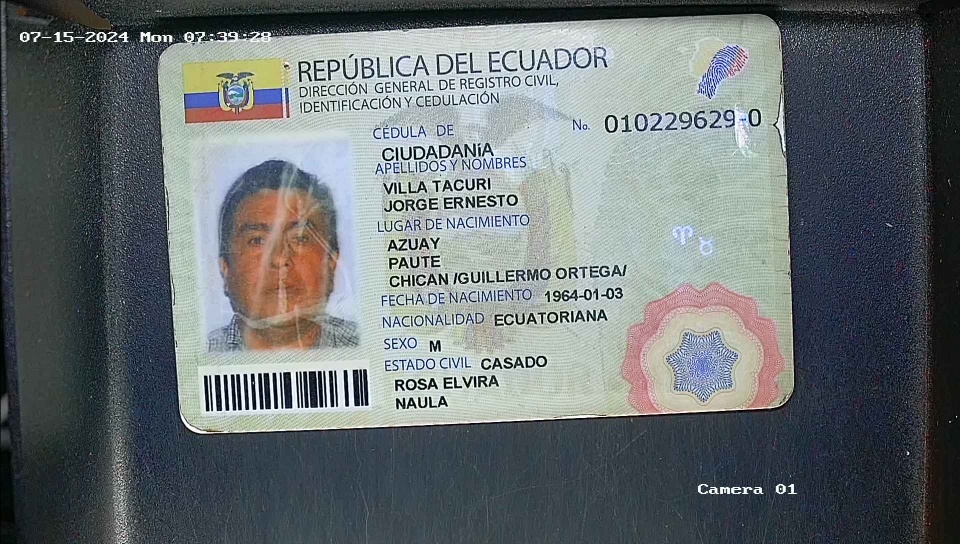 07-15-2024 Mon 07:39:28
REPÚBLICA DEL ECUADOR
DIRECCIÓN GENERAL DE REGISTRO CIVIL,
IDENTIFICACIÓN Y CEDULACIÓN
CÉDULA DE
No. 010229629-0
CIUDADANíA
APELLIDOS Y NOMBRES
VILLA TACURI
JORGE ERNESTO
LUGAR DE NACIMIENTO
AZUAY
PAUTE
CHICAN /GUILLERMO ORTEGA/
FECHA DE NACIMIENTO 1964-01-03
NACIONALIDAD ECUATORIANA
SEXO M
ESTADO CIVIL CASADO
ROSA ELVIRA
NAULA
Camera 01